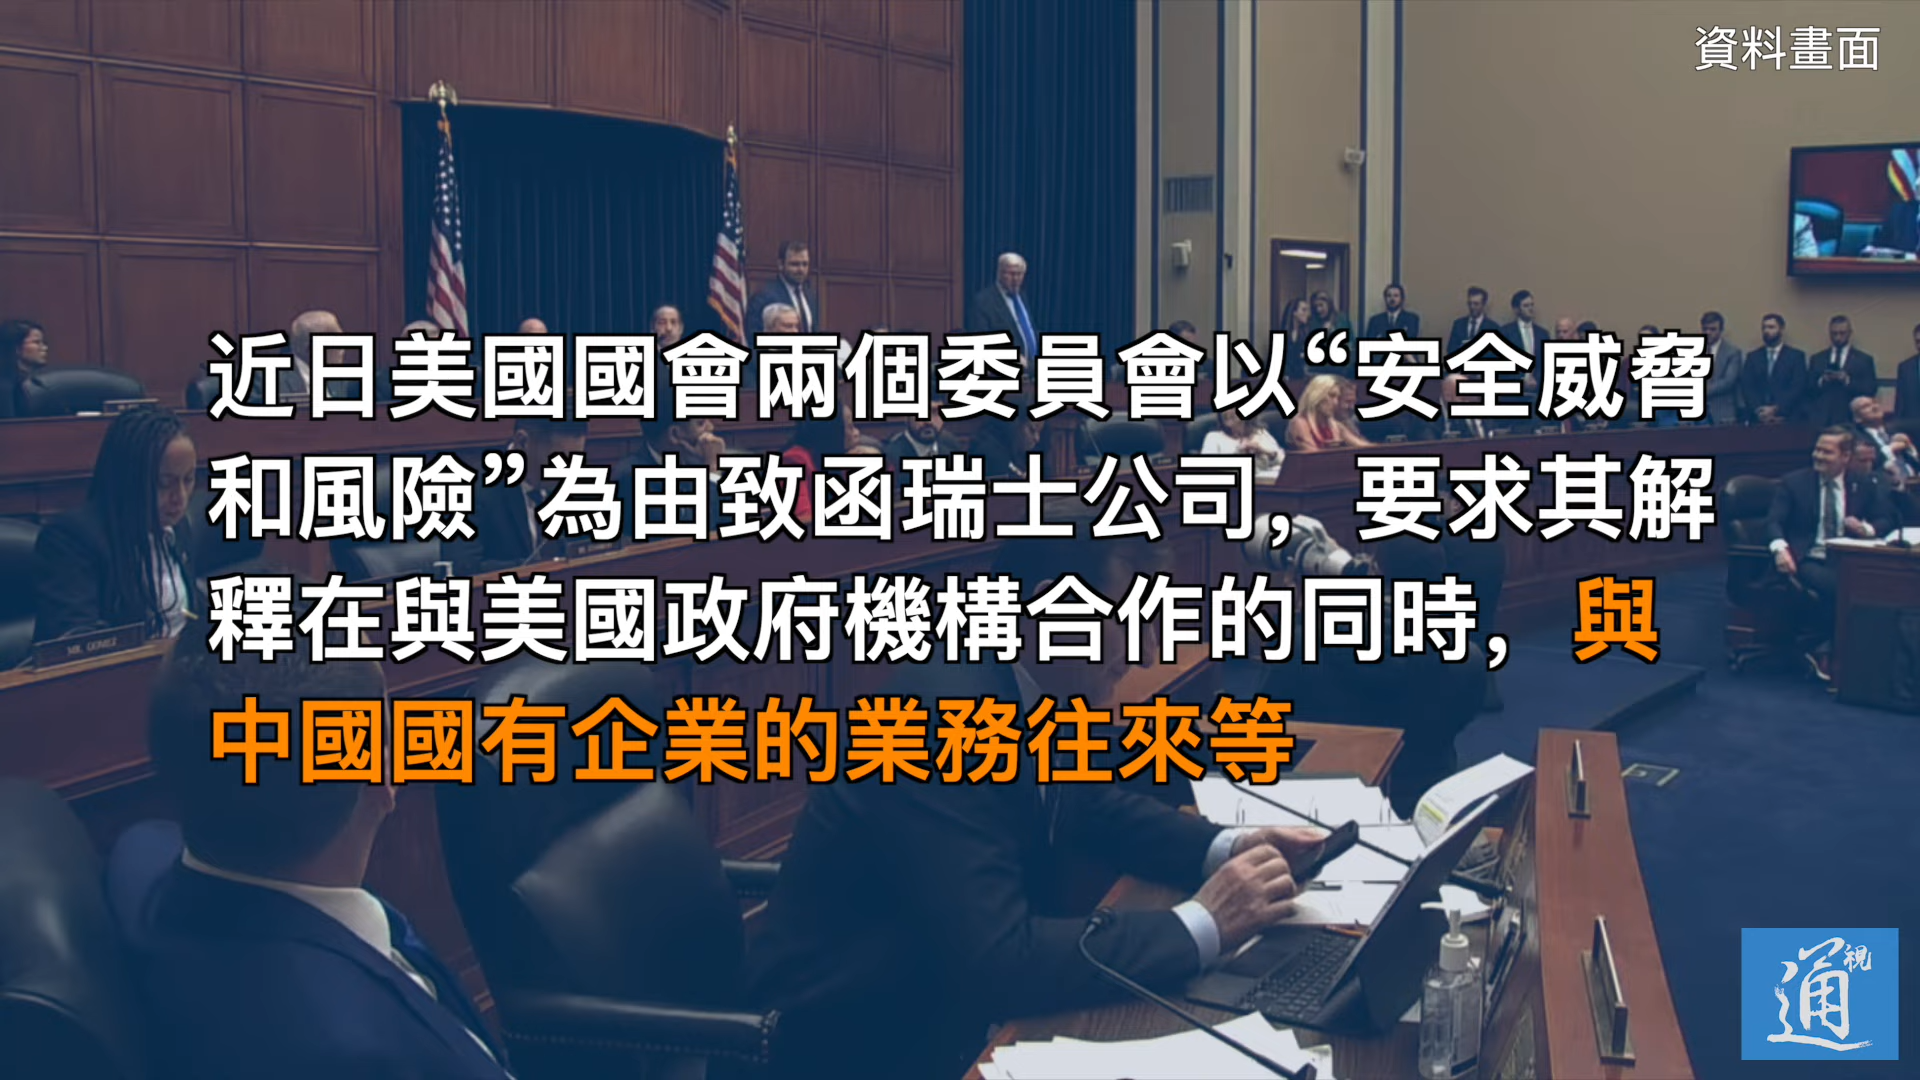 資料畫面
近日美國國會兩個委員會以“安全威脅
和風險”為由致函瑞士公司，要求其解
釋在與美國政府機構合作的同時，與
中國國有企業的業務往來等
MR. GOMEZ
通視